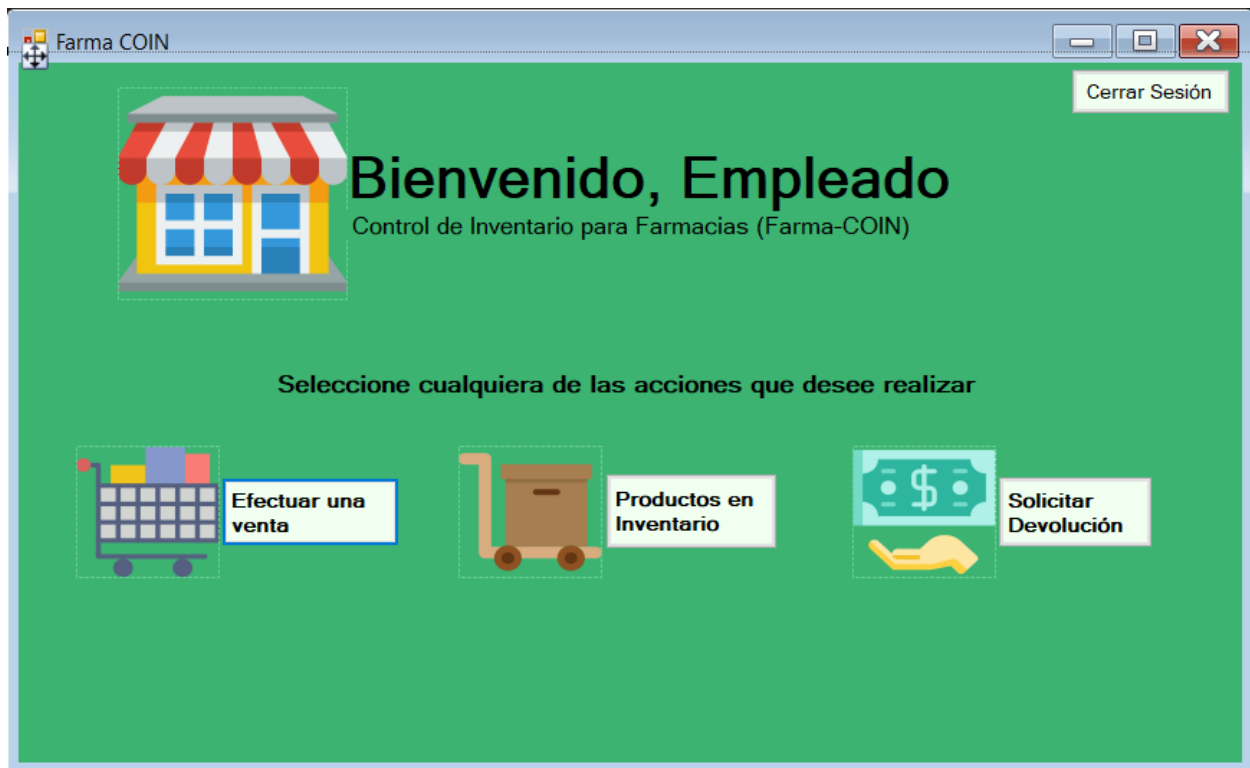 Farma COIN
Cerrar Sesión
Bienvenido, Empleado
Control de Inventario para Farmacias (Farma-COIN)
Seleccione cualquiera de las acciones que desee realizar
Efectuar una
venta
Productos en
Inventario
$
Solicitar
Devolución